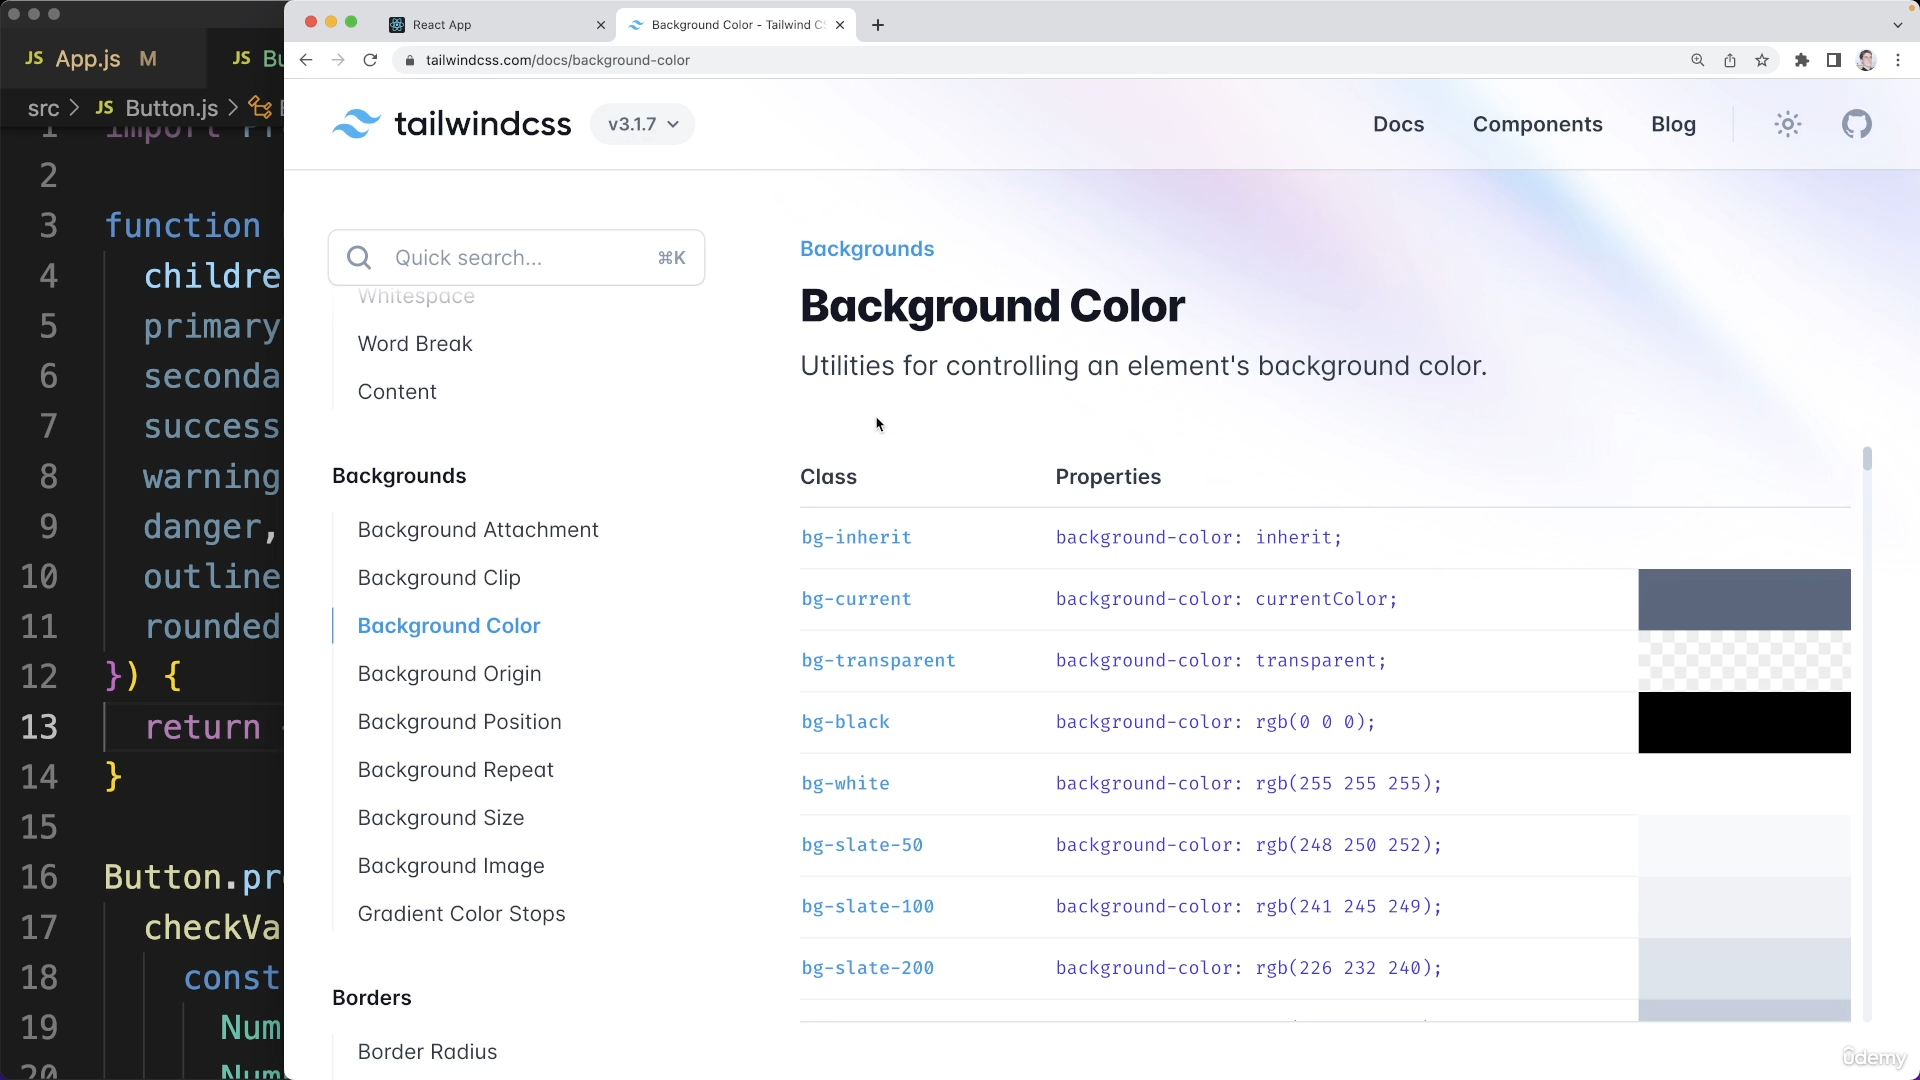 React App
Background Color - Tailwind CS
tailwindcss.com/docs/background-color
JS App.js M
JS Bu
src > JS Button.js >
tailwindcss
v3.1.7
Docs
Components
Blog
1
2
3 function
4 childre
5 primary
6 seconda
7 success
8 warning
9 danger,
10 outline
11 rounded
12 }) {
13 return
14 }
15
16 Button.pr
17 checkVa
18 const
19 Num
20 Num
Quick search...
⌘K
Whitespace
Word Break
Content
Backgrounds
Background Attachment
Background Clip
Background Color
Background Origin
Background Position
Background Repeat
Background Size
Background Image
Gradient Color Stops
Borders
Border Radius
Backgrounds
Background Color
Utilities for controlling an element's background color.
Class Properties
bg-inherit background-color: inherit;
bg-current background-color: currentColor;
bg-transparent background-color: transparent;
bg-black background-color: rgb(0 0 0);
bg-white background-color: rgb(255 255 255);
bg-slate-50 background-color: rgb(248 250 252);
bg-slate-100 background-color: rgb(241 245 249);
bg-slate-200 background-color: rgb(226 232 240);
ûdemy